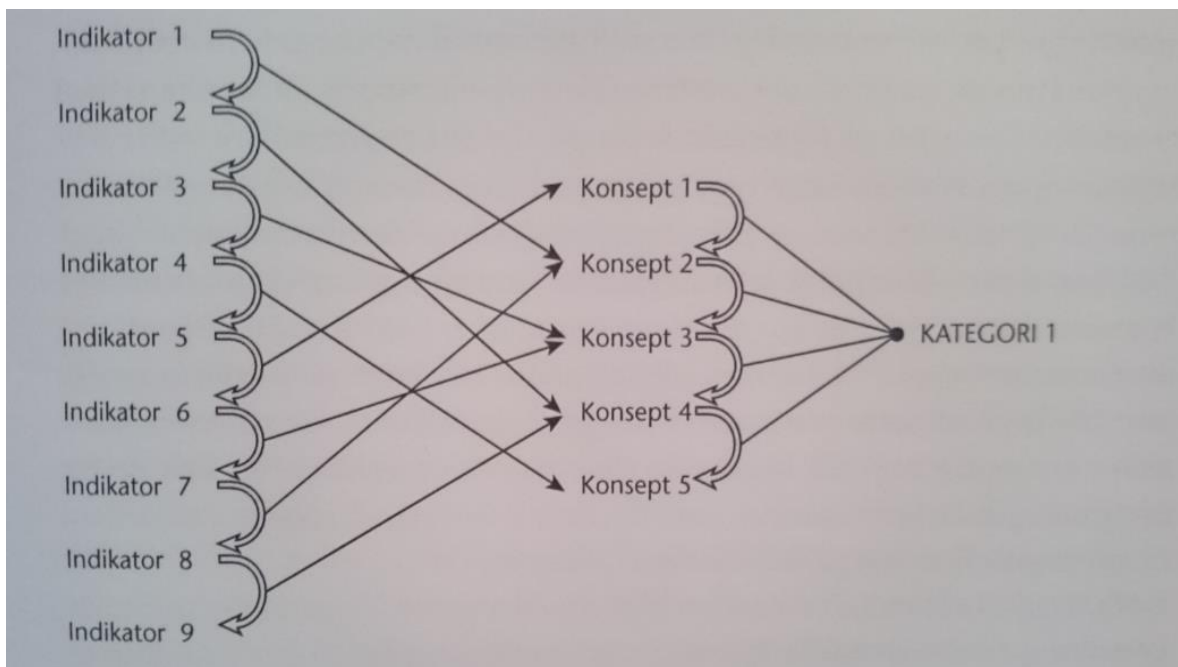 Indikator 1
Indikator 2
Indikator 3
Indikator 4
Indikator 5
Indikator 6
Indikator 7
Indikator 8
Indikator 9
Konsept 1
Konsept 2
Konsept 3
Konsept 4
Konsept 5
KATEGORI 1